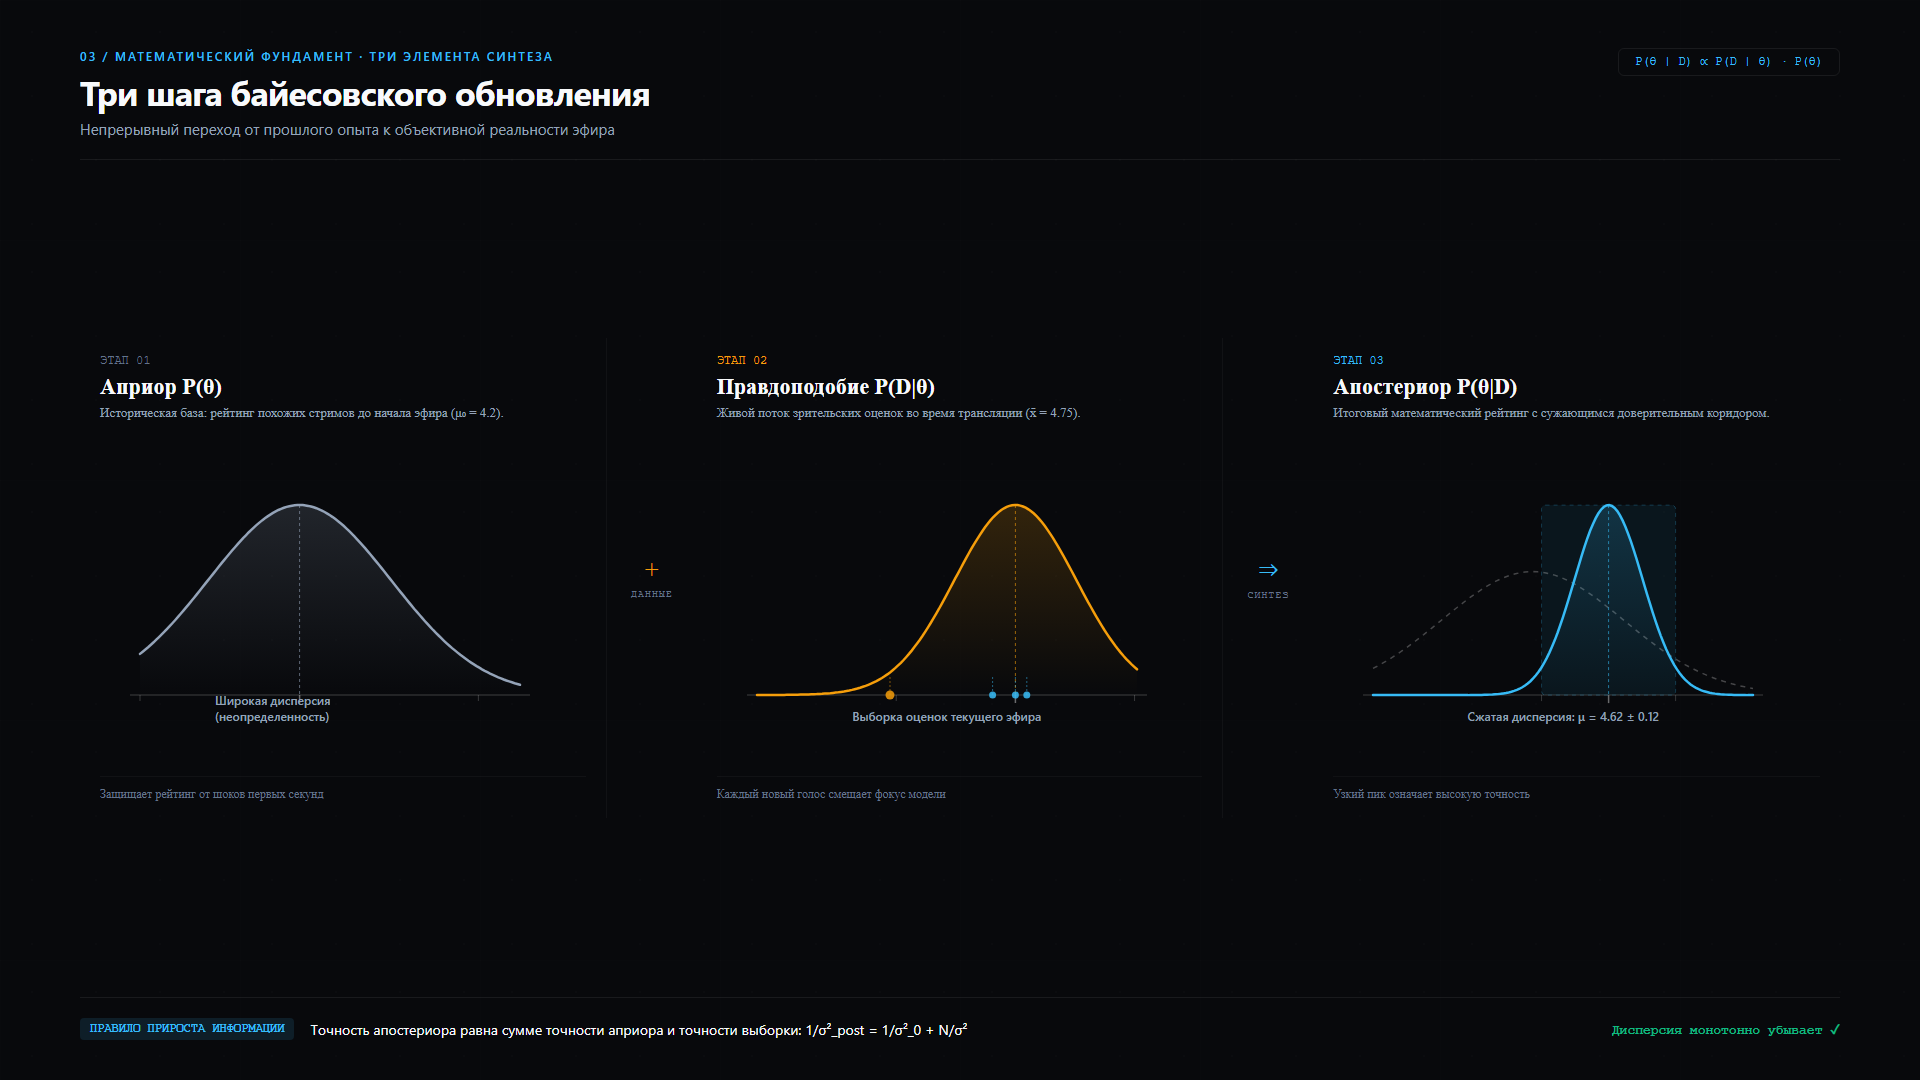 03 / МАТЕМАТИЧЕСКИЙ ФУНДАМЕНТ · ТРИ ЭЛЕМЕНТА СИНТЕЗА
Три шага байесовского обновления
Непрерывный переход от прошлого опыта к объективной реальности эфира
P(θ | D) ∝ P(D | θ) · P(θ)
ЭТАП 01
Априор P(θ)
Историческая база: рейтинг похожих стримов до начала эфира (μ₀ = 4.2).
Широкая дисперсия
(неопределенность)
Защищает рейтинг от шоков первых секунд
+
ДАННЫЕ
ЭТАП 02
Правдоподобие P(D|θ)
Живой поток зрительских оценок во время трансляции (x̄ = 4.75).
Выборка оценок текущего эфира
Каждый новый голос смещает фокус модели
⇒
СИНТЕЗ
ЭТАП 03
Апостериор P(θ|D)
Итоговый математический рейтинг с сужающимся доверительным коридором.
Сжатая дисперсия: μ = 4.62 ± 0.12
Узкий пик означает высокую точность
ПРАВИЛО ПРИРОСТА ИНФОРМАЦИИ
Точность апостериора равна сумме точности априора и точности выборки: 1/σ²_post = 1/σ²_0 + N/σ²
Дисперсия монотонно убывает ✓